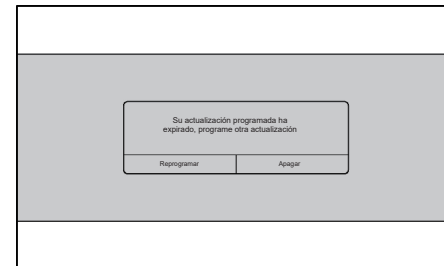 Su actualización programada ha
expirado, programe otra actualización
Reprogramar
Apagar